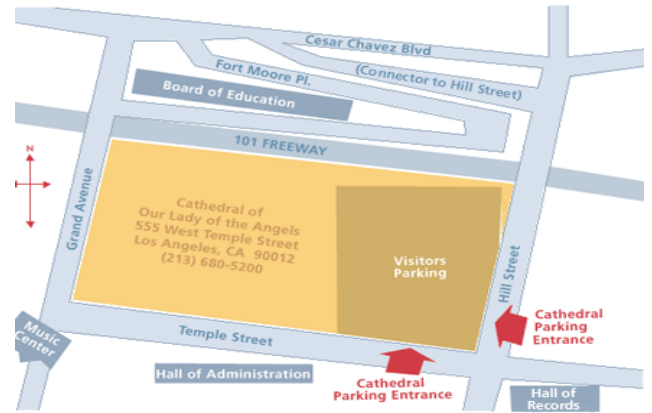 Cesar Chavez Blvd
(Connector to Hill Street)
Fort Moore Pl.
Board of Education
101 FREEWAY
N
Grand Avenue
Cathedral of
Our Lady of the Angels
555 West Temple Street
Los Angeles, CA 90012
(213) 680-5200
Visitors
Parking
Hill Street
Cathedral
Parking
Entrance
Music
Center
Temple Street
Hall of Administration
Cathedral
Parking Entrance
Hall of
Records